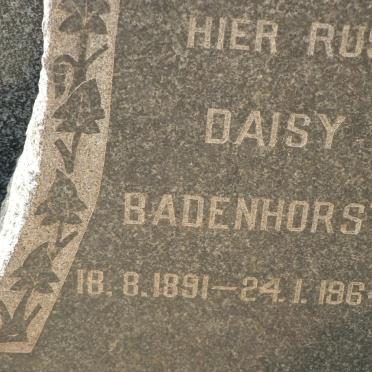 HIER RUS
DAISY
BADENHORS
18.8.1891—24.1.186